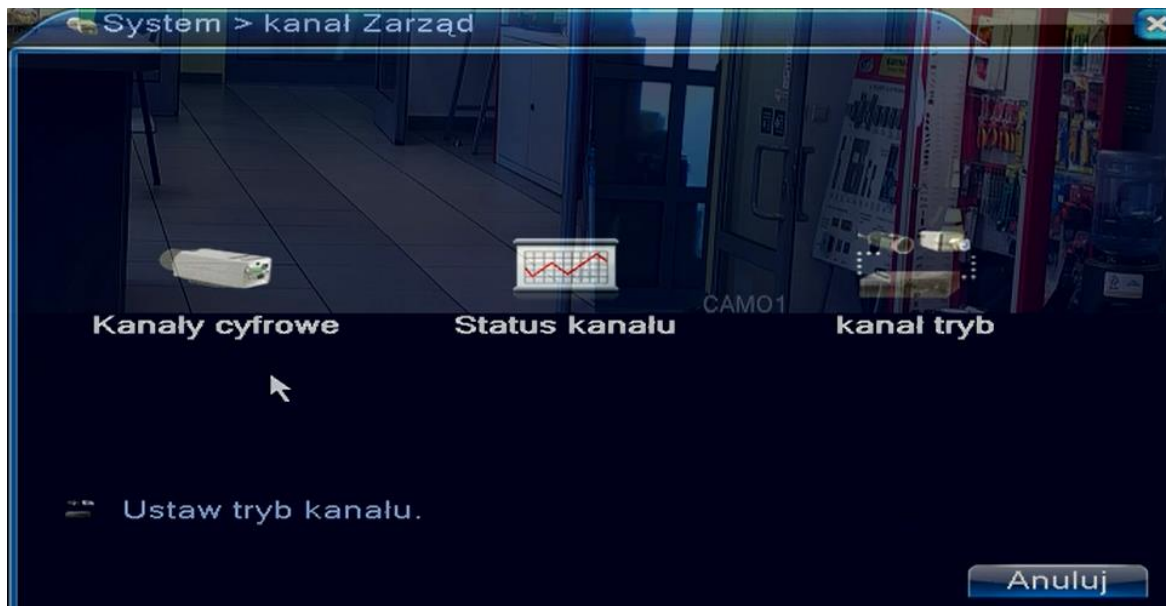 System > kanał Zarząd
CAM01
Kanały cyfrowe Status kanału kanał tryb
Ustaw tryb kanału.
Anuluj